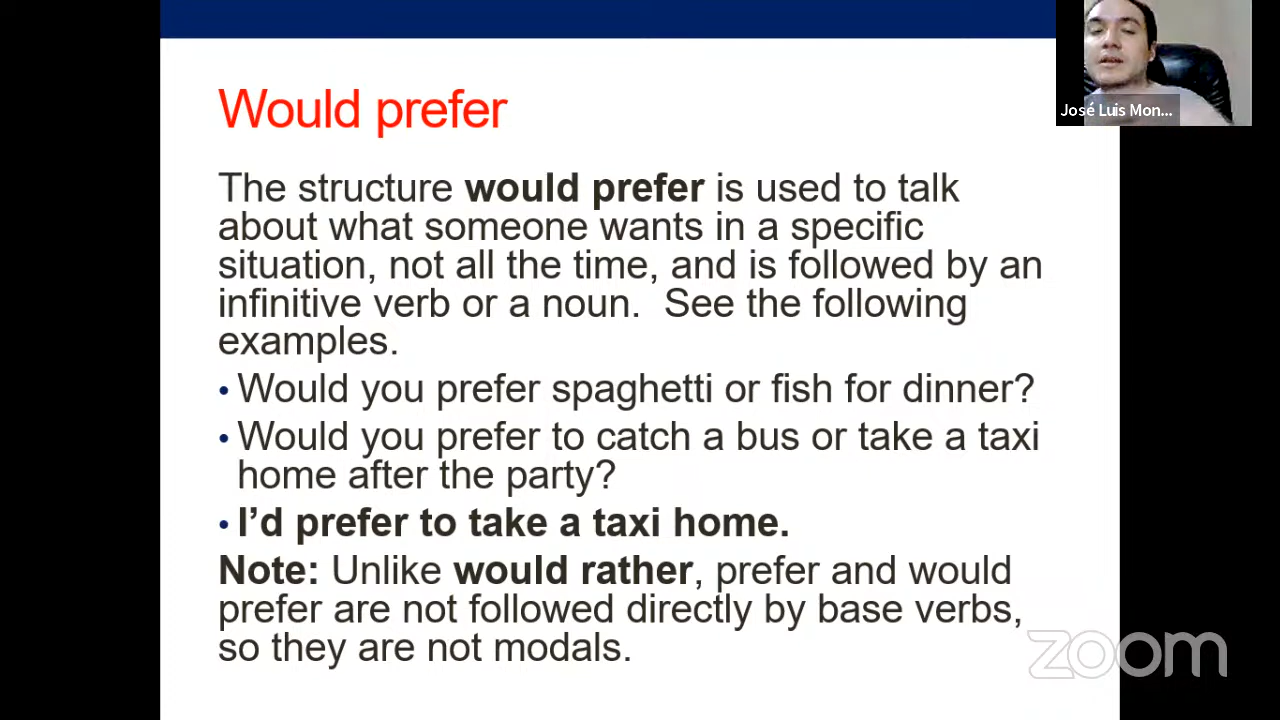 Would prefer
The structure would prefer is used to talk
about what someone wants in a specific
situation, not all the time, and is followed by an
infinitive verb or a noun.  See the following
examples.
• Would you prefer spaghetti or fish for dinner?
• Would you prefer to catch a bus or take a taxi
home after the party?
• I’d prefer to take a taxi home.
Note: Unlike would rather, prefer and would
prefer are not followed directly by base verbs,
so they are not modals.
José Luis Mon...
zoom